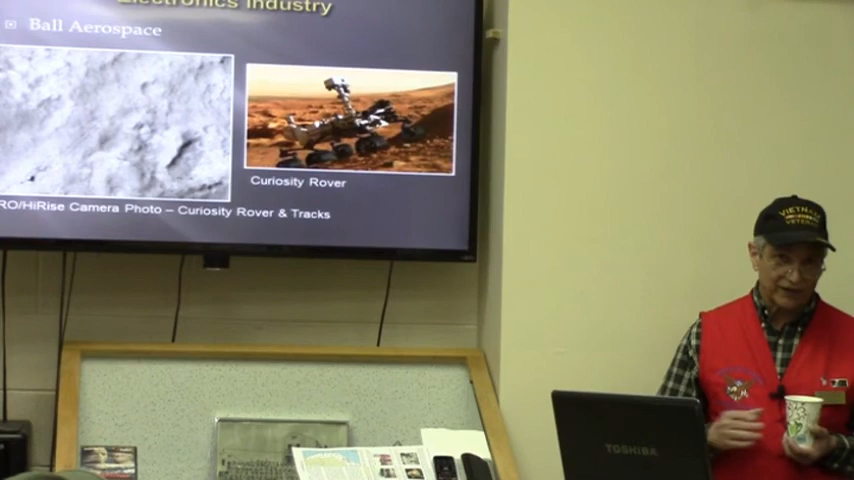 Electronics Industry
Ball Aerospace
Curiosity Rover
RO/HiRise Camera Photo – Curiosity Rover & Tracks
VIETNAM
VETERAN
TOSHIBA